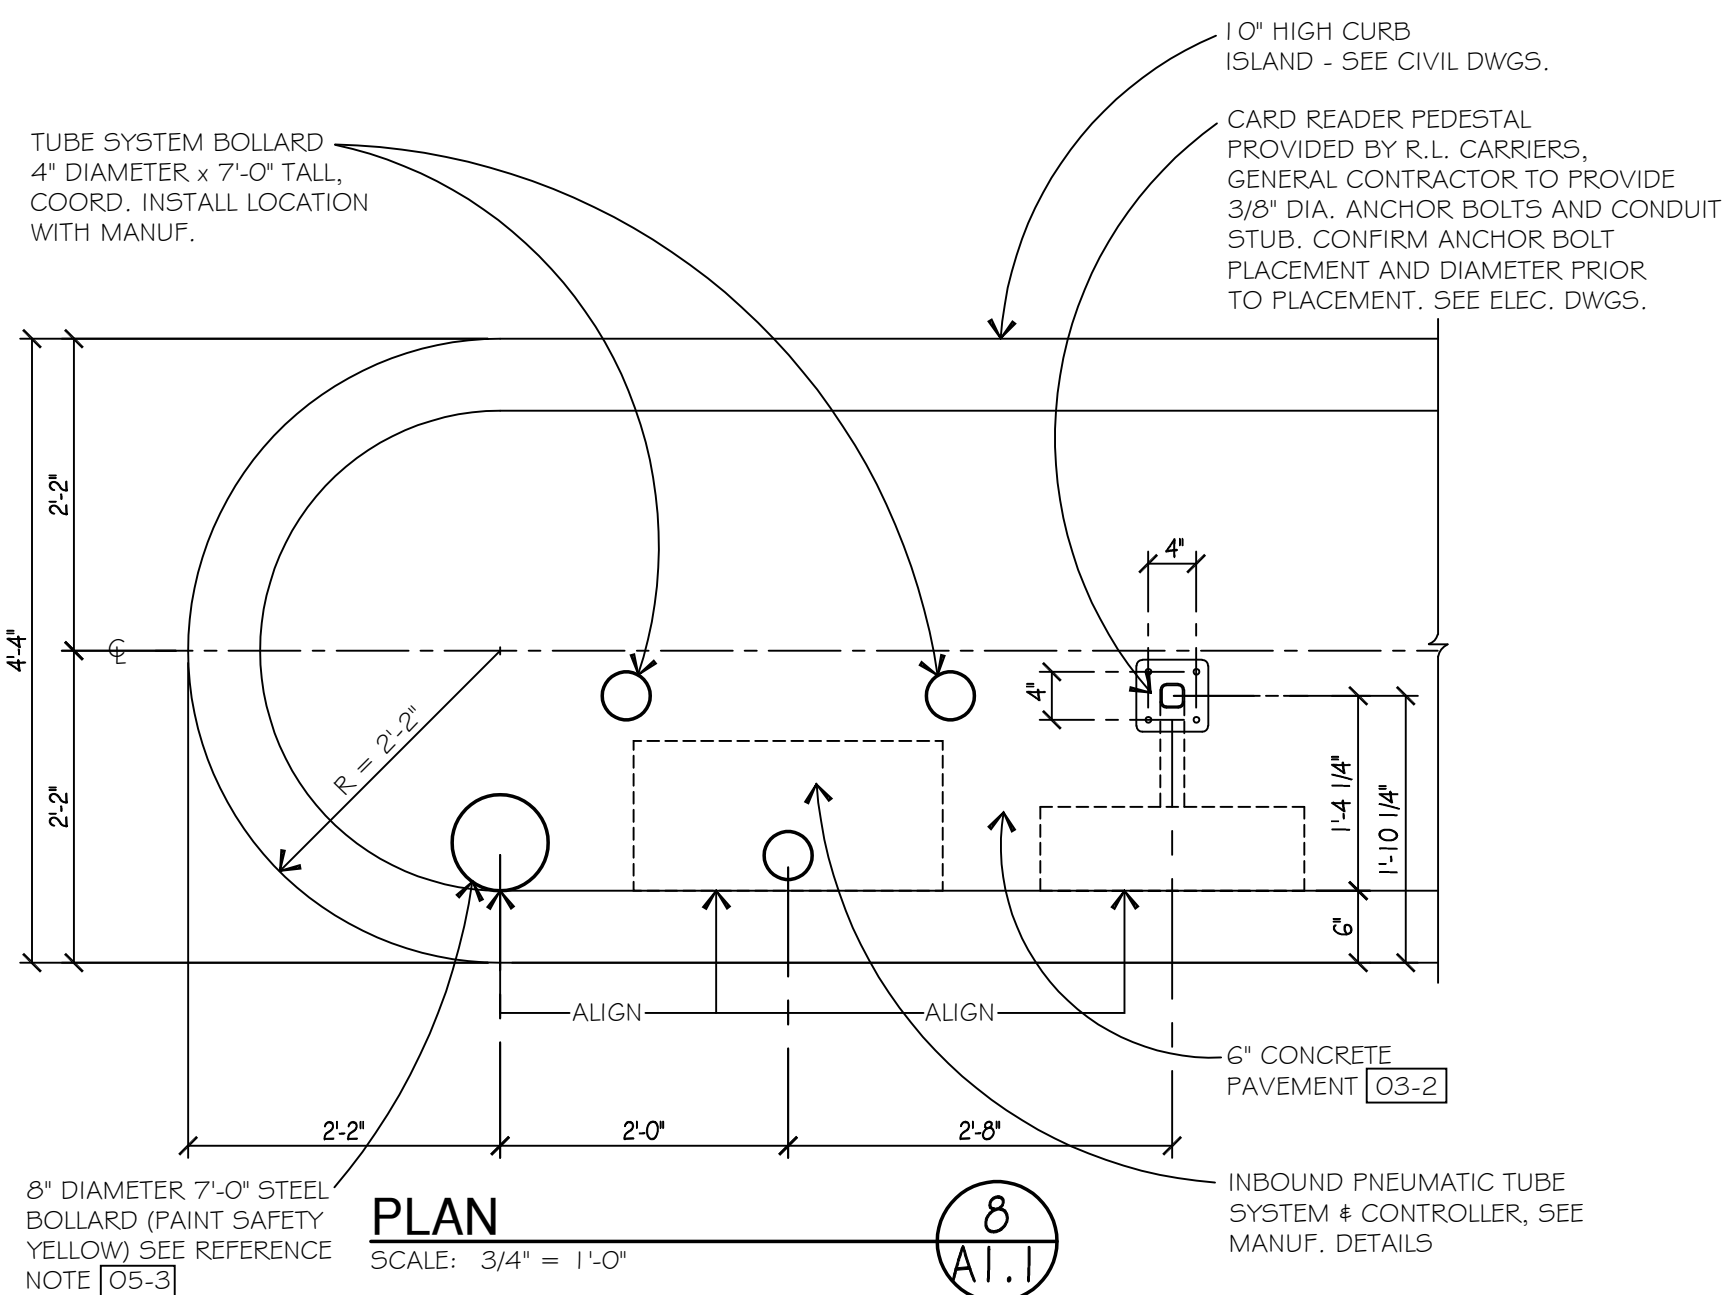 10" HIGH CURB
ISLAND - SEE CIVIL DWGS.
TUBE SYSTEM BOLLARD
4" DIAMETER x 7'-0" TALL,
COORD. INSTALL LOCATION
WITH MANUF.
CARD READER PEDESTAL
PROVIDED BY R.L. CARRIERS,
GENERAL CONTRACTOR TO PROVIDE
3/8" DIA. ANCHOR BOLTS AND CONDUIT
STUB. CONFIRM ANCHOR BOLT
PLACEMENT AND DIAMETER PRIOR
TO PLACEMENT. SEE ELEC. DWGS.
4'-4"
2'-2"
2'-2"
℄
R = 2'-2"
4"
4"
1'-4 1/4"
1'-10 1/4"
6"
ALIGN
ALIGN
6" CONCRETE
PAVEMENT 03-2
2'-2"
2'-0"
2'-8"
8" DIAMETER 7'-0" STEEL
BOLLARD (PAINT SAFETY
YELLOW) SEE REFERENCE
NOTE 05-3
PLAN
SCALE: 3/4" = 1'-0"
8
A1.1
INBOUND PNEUMATIC TUBE
SYSTEM & CONTROLLER, SEE
MANUF. DETAILS